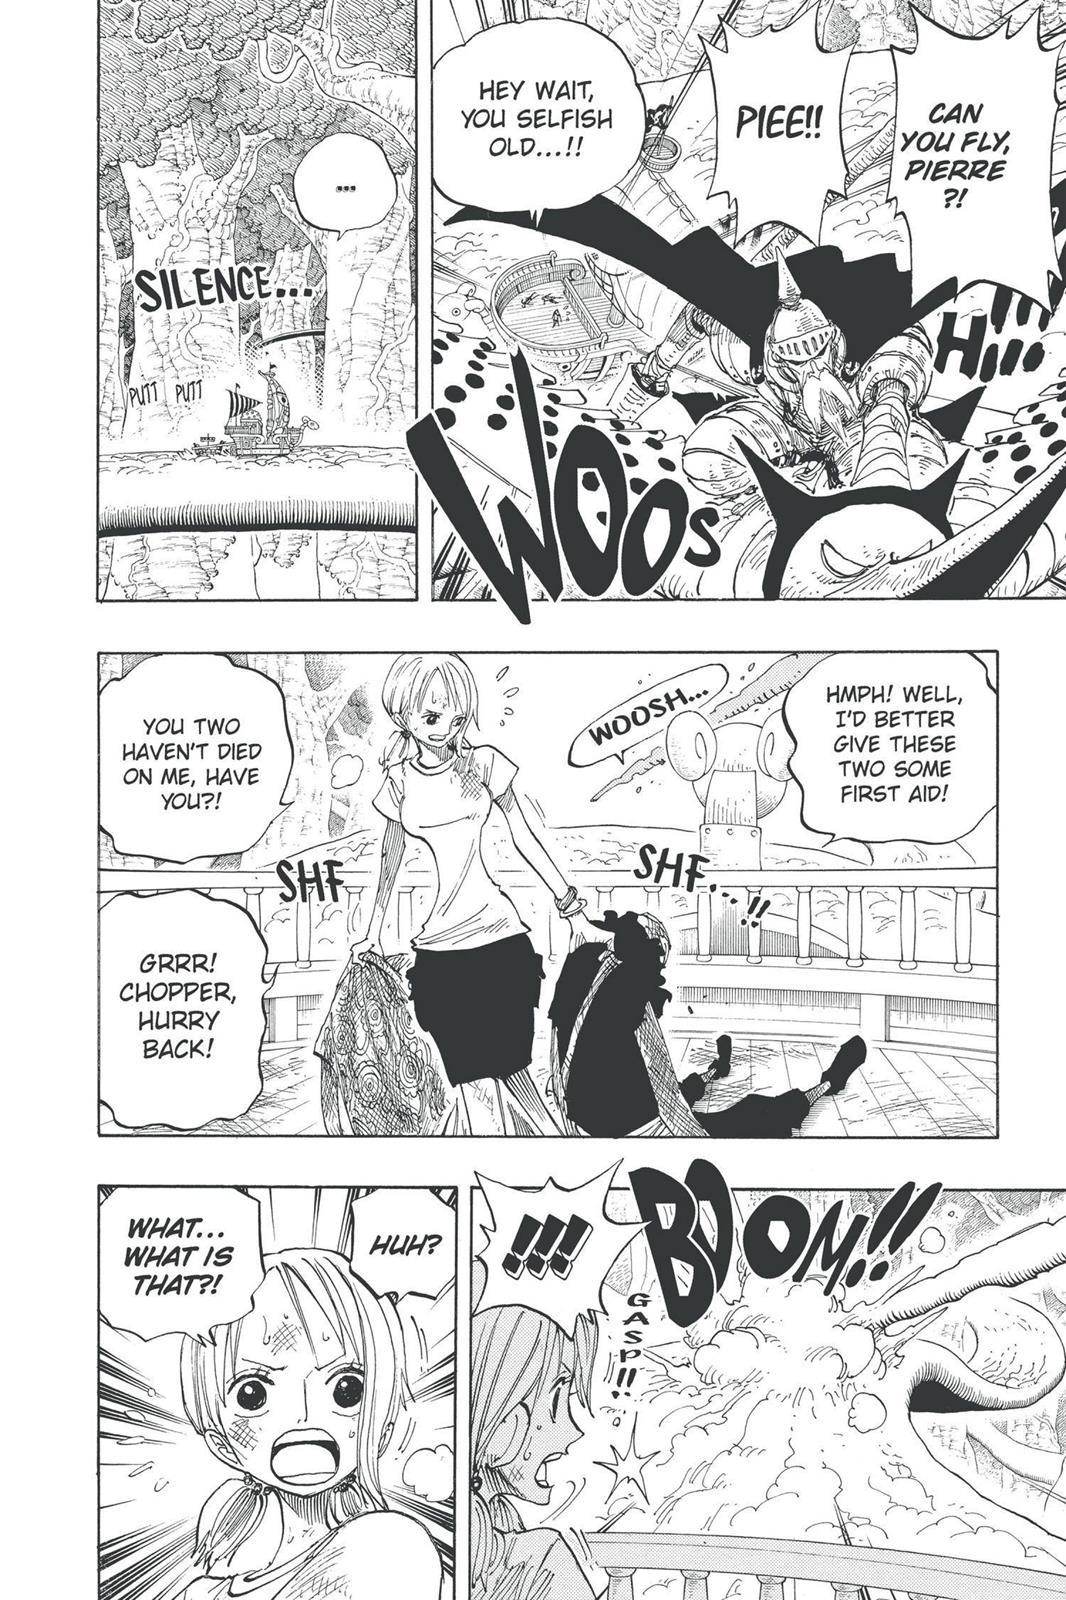 CAN
YOU FLY,
PIERRE
?!
PIEE!!
HEY WAIT,
YOU SELFISH
OLD...!!
WOOS
H!!!
...
SILENCE...
PUTT PUTT
HMPH! WELL,
I'D BETTER
GIVE THESE
TWO SOME
FIRST AID!
WOOSH...
YOU TWO
HAVEN'T DIED
ON ME, HAVE
YOU?!
SHF...!!
SHF
GRRR!
CHOPPER,
HURRY
BACK!
BOOOM!!
!!!!
GASP!!
HUH?
WHAT...
WHAT IS
THAT?!